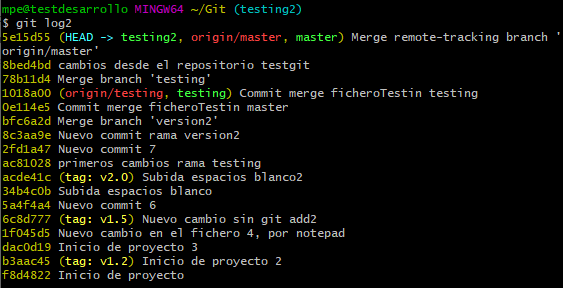 mpe@testdesarrollo MINGW64 ~/Git (testing2)
$ git log2
5e15d55 (HEAD -> testing2, origin/master, master) Merge remote-tracking branch '
origin/master'
8bed4bd cambios desde el repositorio testgit
78b11d4 Merge branch 'testing'
1018a00 (origin/testing, testing) Commit merge ficheroTestin testing
0e114e5 Commit merge ficheroTestin master
bfc6a2d Merge branch 'version2'
8c3aa9e Nuevo commit rama version2
2fd1a47 Nuevo commit 7
ac81028 primeros cambios rama testing
acde41c (tag: v2.0) Subida espacios blanco2
34b4c0b Subida espacios blanco
5a4f4a4 Nuevo commit 6
6c8d777 (tag: v1.5) Nuevo cambio sin git add2
1f045d5 Nuevo cambio en el fichero 4, por notepad
dac0d19 Inicio de proyecto 3
b3aac45 (tag: v1.2) Inicio de proyecto 2
f8d4822 Inicio de proyecto